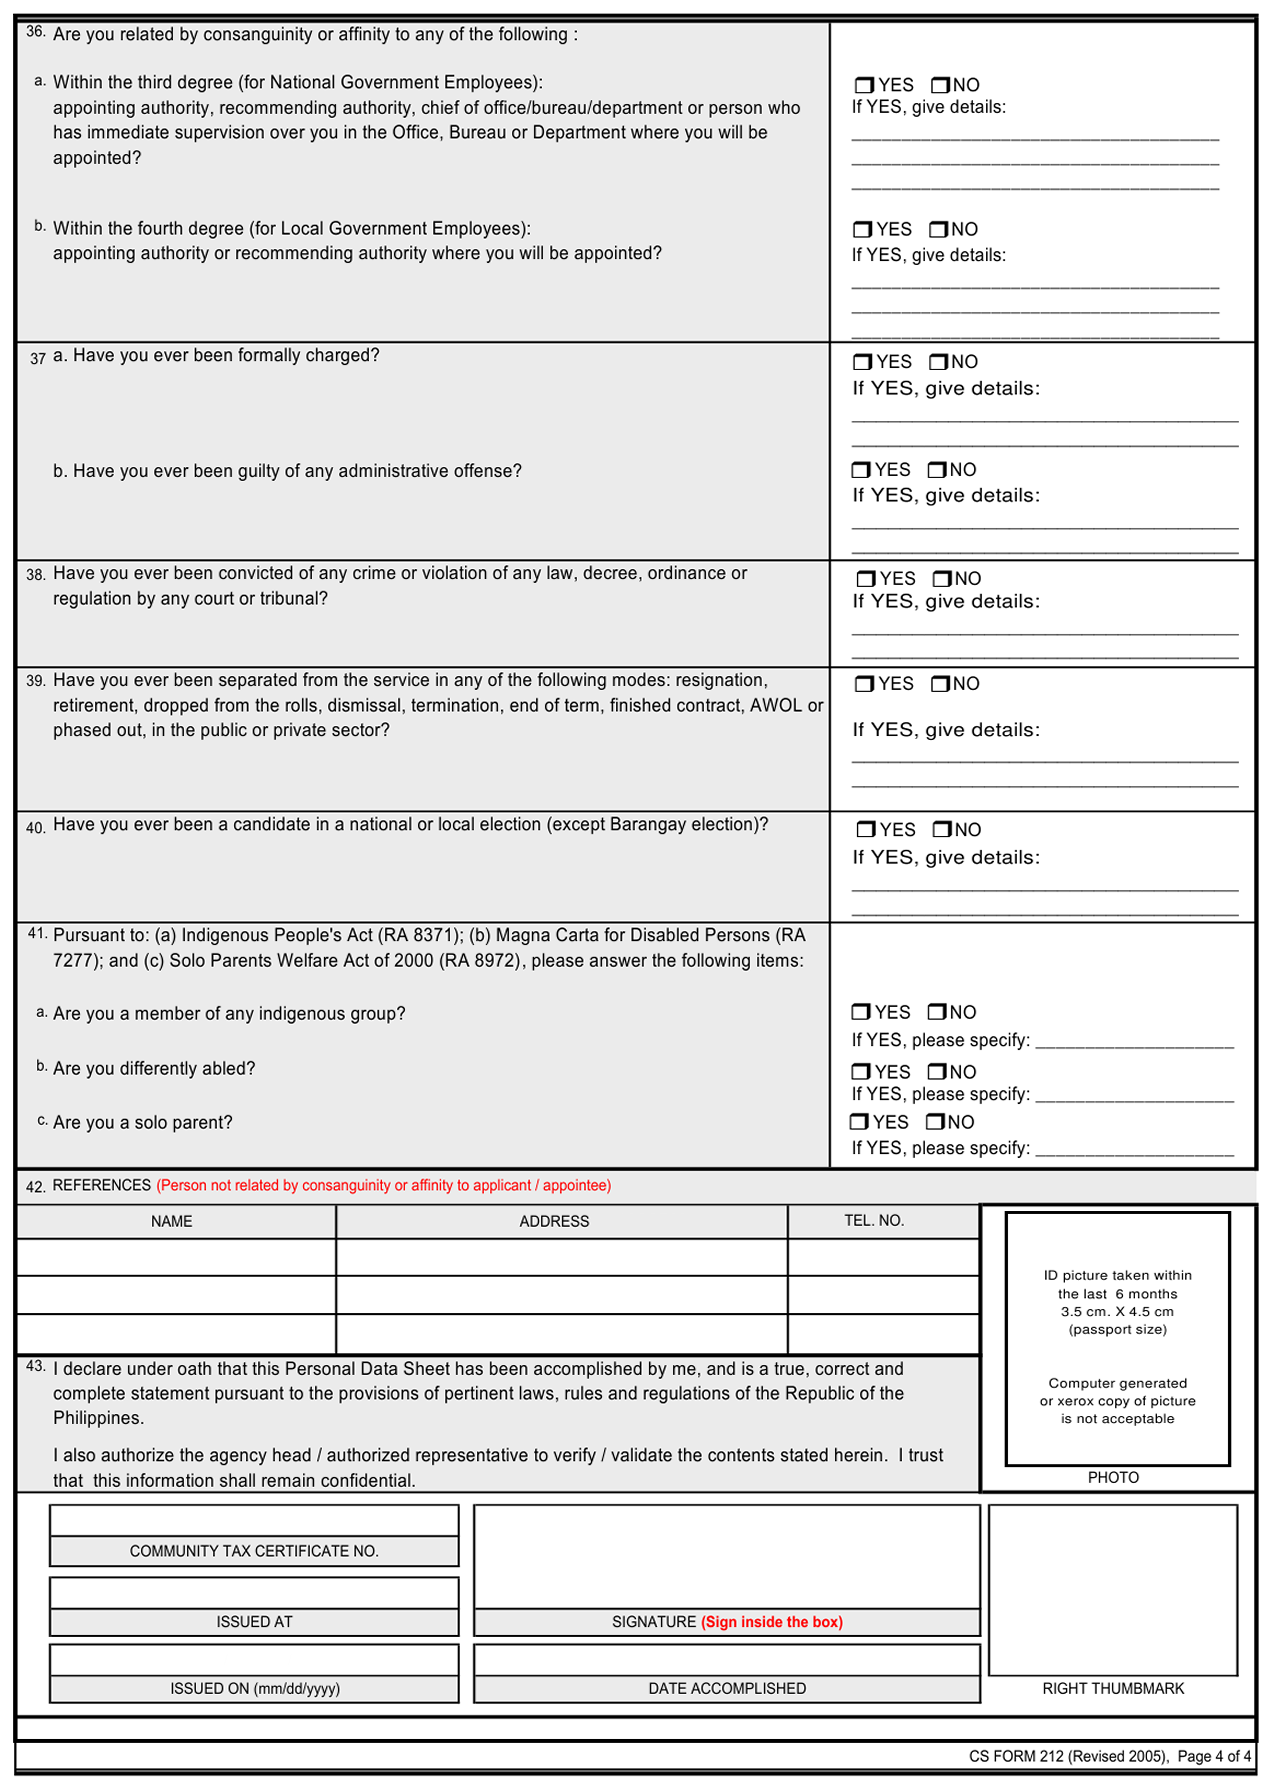 36. Are you related by consanguinity or affinity to any of the following :
a. Within the third degree (for National Government Employees):
appointing authority, recommending authority, chief of office/bureau/department or person who
has immediate supervision over you in the Office, Bureau or Department where you will be
appointed?
YES NO
If YES, give details:
b. Within the fourth degree (for Local Government Employees):
appointing authority or recommending authority where you will be appointed?
YES NO
If YES, give details:
37 a. Have you ever been formally charged?
YES NO
If YES, give details:
b. Have you ever been guilty of any administrative offense?
YES NO
If YES, give details:
38. Have you ever been convicted of any crime or violation of any law, decree, ordinance or
regulation by any court or tribunal?
YES NO
If YES, give details:
39. Have you ever been separated from the service in any of the following modes: resignation,
retirement, dropped from the rolls, dismissal, termination, end of term, finished contract, AWOL or
phased out, in the public or private sector?
YES NO
If YES, give details:
40. Have you ever been a candidate in a national or local election (except Barangay election)?
YES NO
If YES, give details:
41. Pursuant to: (a) Indigenous People's Act (RA 8371); (b) Magna Carta for Disabled Persons (RA
7277); and (c) Solo Parents Welfare Act of 2000 (RA 8972), please answer the following items:
a. Are you a member of any indigenous group?
YES NO
If YES, please specify: ____________________
b. Are you differently abled?
YES NO
If YES, please specify: ____________________
c. Are you a solo parent?
YES NO
If YES, please specify: ____________________
42. REFERENCES (Person not related by consanguinity or affinity to applicant / appointee)
NAME ADDRESS TEL. NO.
ID picture taken within
the last 6 months
3.5 cm. X 4.5 cm
(passport size)
Computer generated
or xerox copy of picture
is not acceptable
PHOTO
43. I declare under oath that this Personal Data Sheet has been accomplished by me, and is a true, correct and
complete statement pursuant to the provisions of pertinent laws, rules and regulations of the Republic of the
Philippines.
I also authorize the agency head / authorized representative to verify / validate the contents stated herein. I trust
that this information shall remain confidential.
COMMUNITY TAX CERTIFICATE NO.
ISSUED AT
SIGNATURE (Sign inside the box)
ISSUED ON (mm/dd/yyyy)
DATE ACCOMPLISHED
RIGHT THUMBMARK
CS FORM 212 (Revised 2005), Page 4 of 4